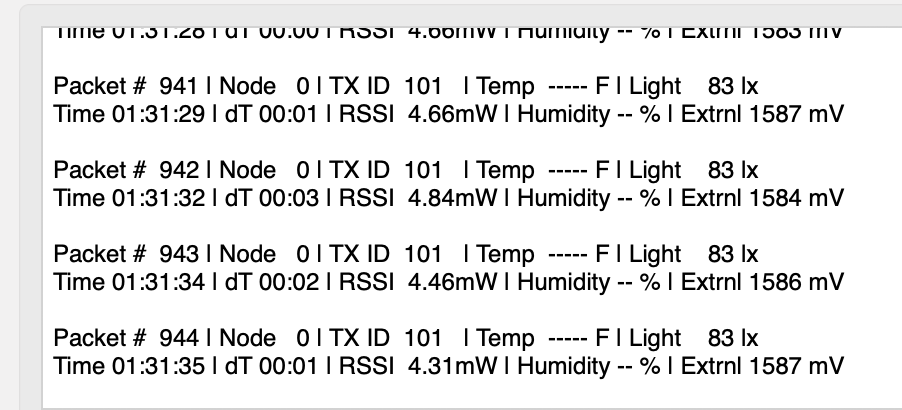 Time 01:31:28 | dT 00:00 | RSSI 4.66mW | Humidity -- % | Extrnl 1583 mV
Packet # 941 | Node 0 | TX ID 101 | Temp ----- F | Light 83 lx
Time 01:31:29 | dT 00:01 | RSSI 4.66mW | Humidity -- % | Extrnl 1587 mV
Packet # 942 | Node 0 | TX ID 101 | Temp ----- F | Light 83 lx
Time 01:31:32 | dT 00:03 | RSSI 4.84mW | Humidity -- % | Extrnl 1584 mV
Packet # 943 | Node 0 | TX ID 101 | Temp ----- F | Light 83 lx
Time 01:31:34 | dT 00:02 | RSSI 4.46mW | Humidity -- % | Extrnl 1586 mV
Packet # 944 | Node 0 | TX ID 101 | Temp ----- F | Light 83 lx
Time 01:31:35 | dT 00:01 | RSSI 4.31mW | Humidity -- % | Extrnl 1587 mV